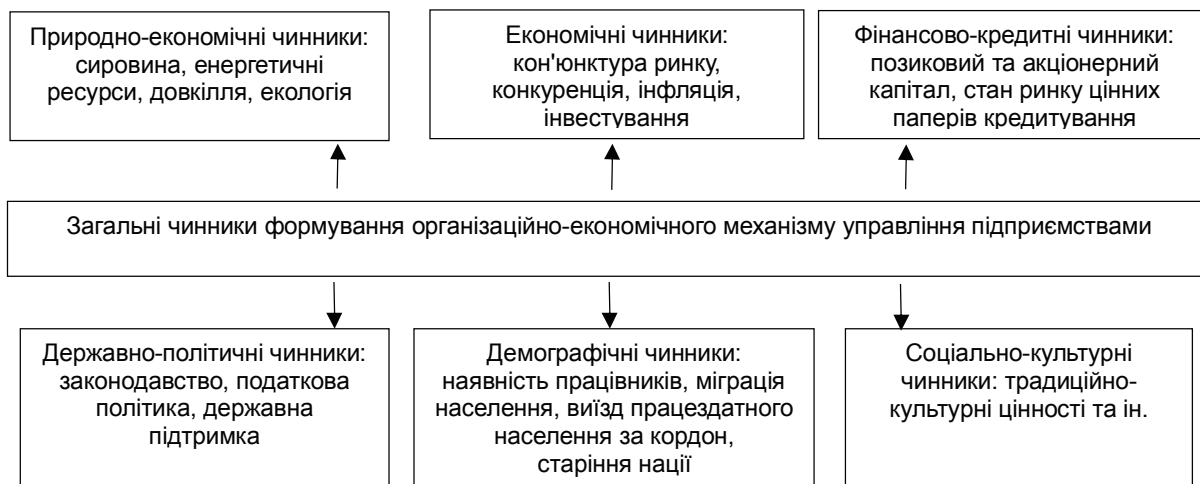 Природно-економічні чинники:
сировина, енергетичні
ресурси, довкілля, екологія
Економічні чинники:
кон'юнктура ринку,
конкуренція, інфляція,
інвестування
Фінансово-кредитні чинники:
позиковий та акціонерний
капітал, стан ринку цінних
паперів кредитування
Загальні чинники формування організаційно-економічного механізму управління підприємствами
Державно-політичні чинники:
законодавство, податкова
політика, державна
підтримка
Демографічні чинники:
наявність працівників, міграція
населення, виїзд працездатного
населення за кордон,
старіння нації
Соціально-культурні
чинники: традиційно-
культурні цінності та ін.